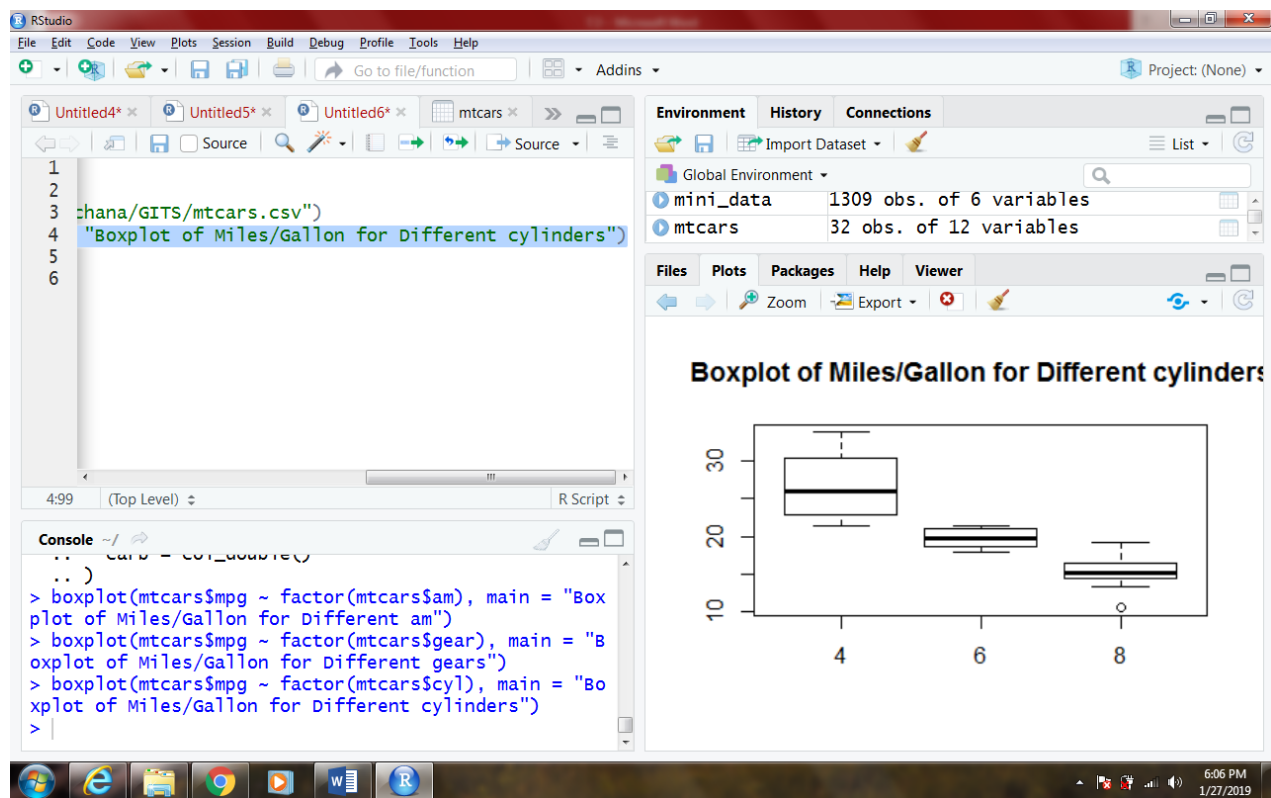 RStudio
File Edit Code View Plots Session Build Debug Profile Tools Help
Go to file/function
Addins
Project: (None)
Untitled4* Untitled5* Untitled6* mtcars
Source Source
1
2
3 chana/GITS/mtcars.csv")
4 "Boxplot of Miles/Gallon for Different cylinders")
5
6
4:99 (Top Level) R Script
Console ~/
.. carb = col_double()
.. )
> boxplot(mtcars$mpg ~ factor(mtcars$am), main = "Box
plot of Miles/Gallon for Different am")
> boxplot(mtcars$mpg ~ factor(mtcars$gear), main = "B
oxplot of Miles/Gallon for Different gears")
> boxplot(mtcars$mpg ~ factor(mtcars$cyl), main = "Bo
xplot of Miles/Gallon for Different cylinders")
>
Environment History Connections
Import Dataset
List
Global Environment
mini_data 1309 obs. of 6 variables
mtcars 32 obs. of 12 variables
Files Plots Packages Help Viewer
Zoom Export
Boxplot of Miles/Gallon for Different cylinders
30
20
10
4 6 8
6:06 PM
1/27/2019